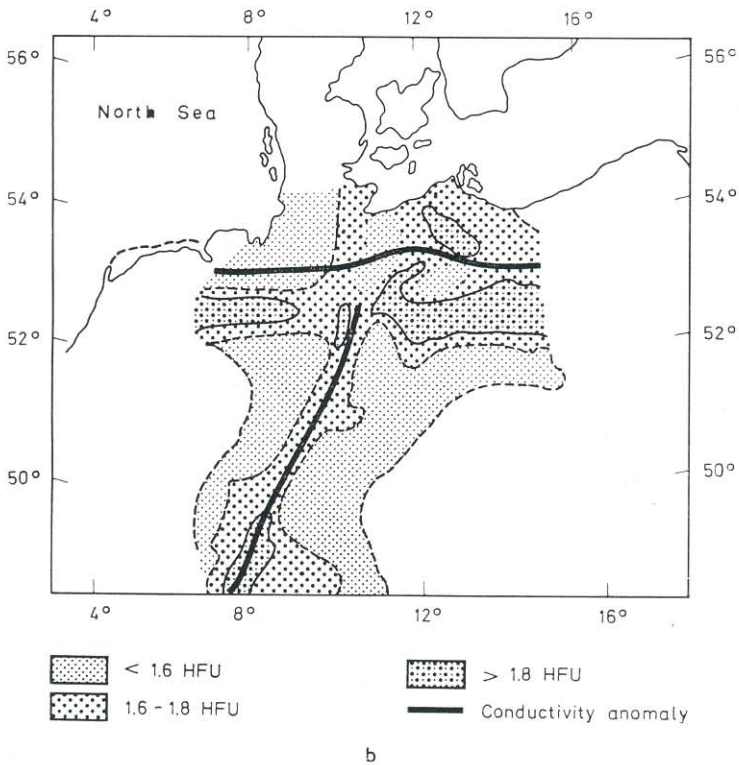 4° 8° 12° 16°
56° 56°
North Sea
54° 54°
52° 52°
50° 50°
4° 8° 12° 16°
< 1.6 HFU > 1.8 HFU
1.6 - 1.8 HFU Conductivity anomaly
b